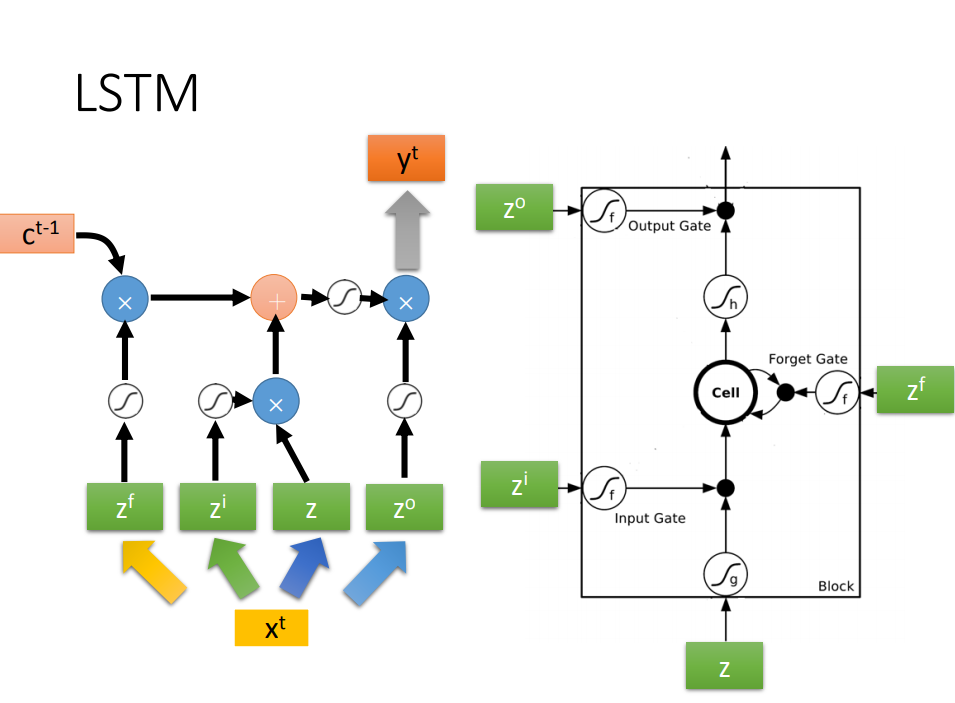 LSTM
y^t
c^t-1
×
+
×
×
z^f
z^i
z
z^o
x^t
z^o
f
Output Gate
h
Forget Gate
Cell
f
z^f
z^i
f
Input Gate
g
Block
z